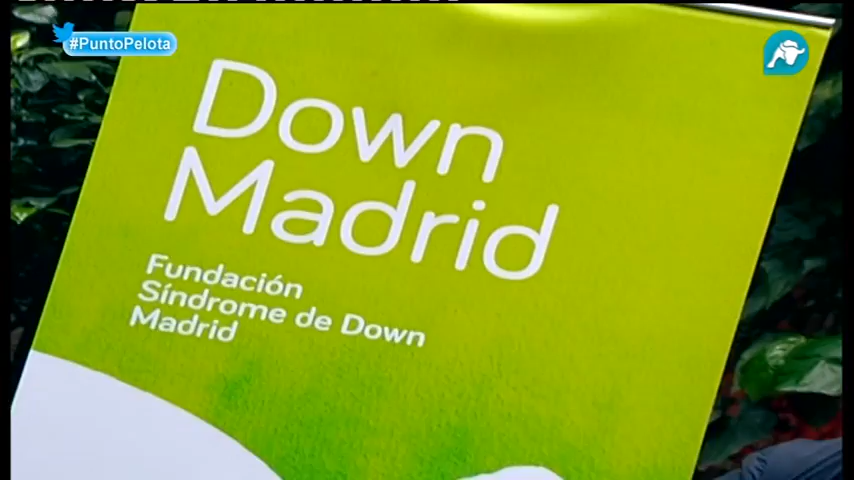 #PuntoPelota
Down
Madrid
Fundación
Síndrome de Down
Madrid